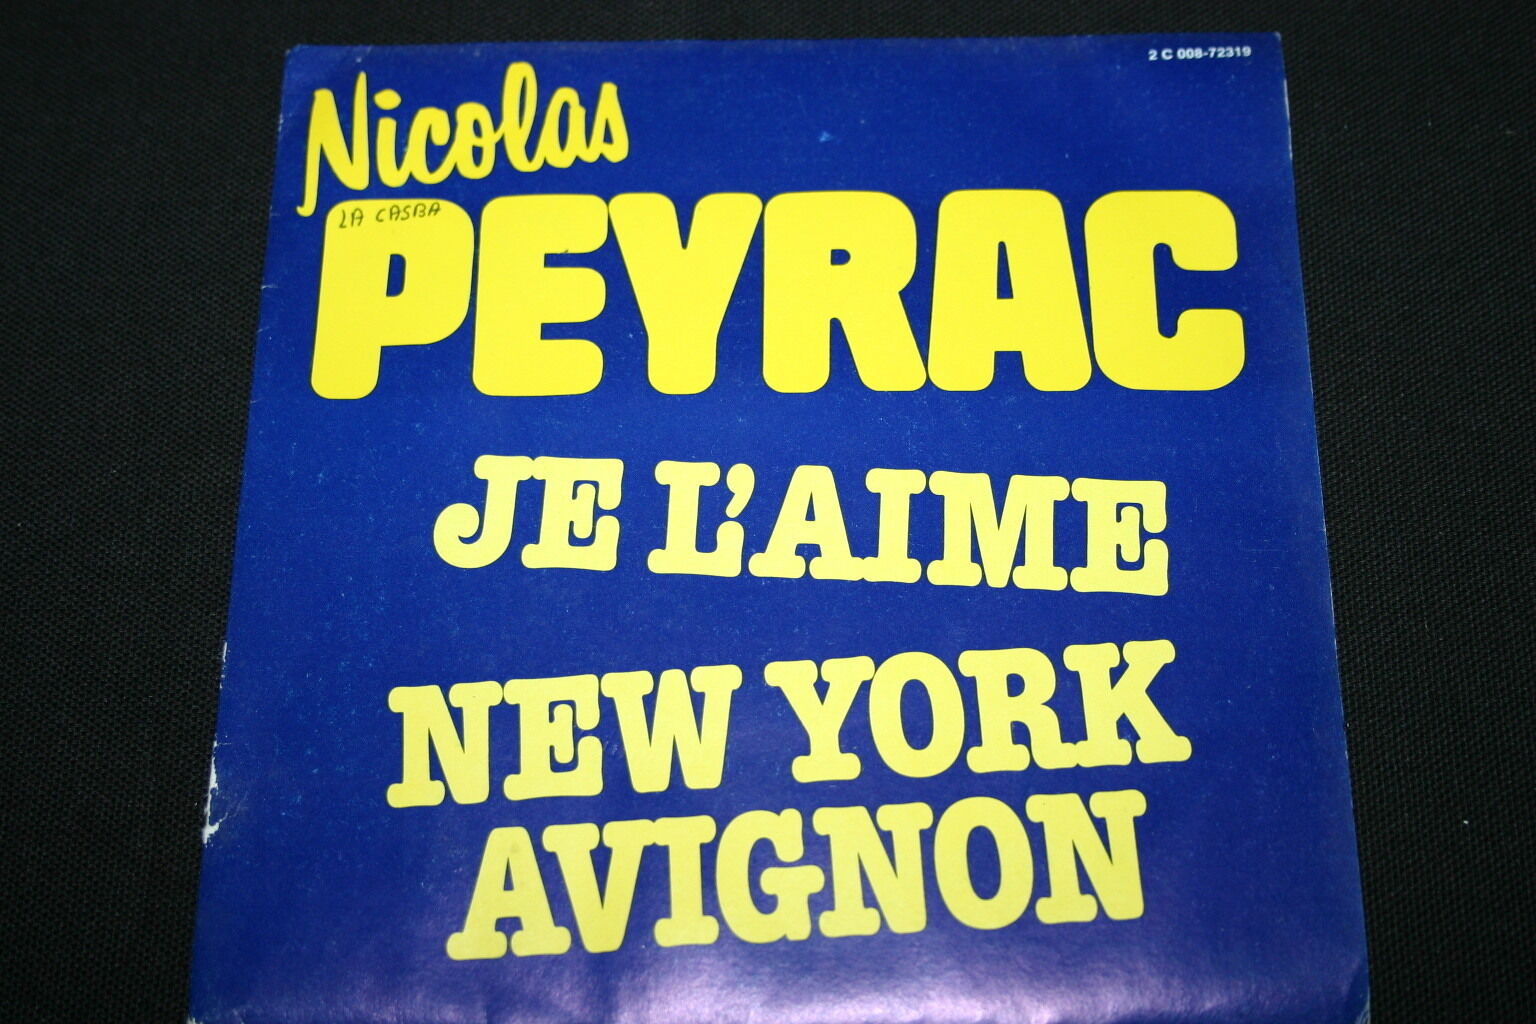 2 C 008-72319
Nicolas
LA CASBA
PEYRAC
JE L'AIME
NEW YORK
AVIGNON